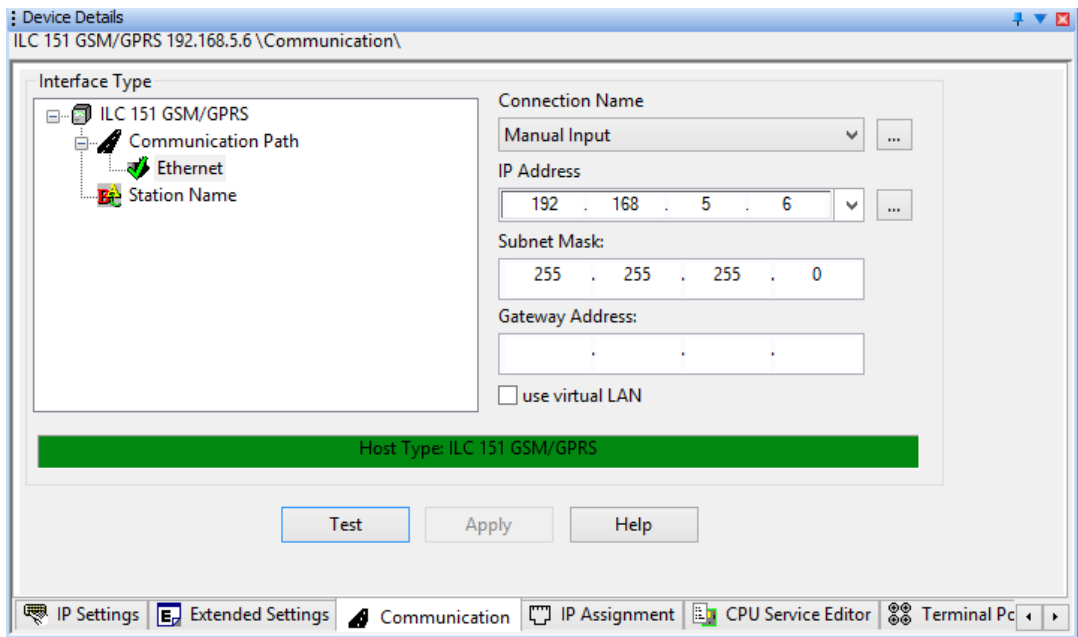 Device Details
ILC 151 GSM/GPRS 192.168.5.6 \Communication\
Interface Type
ILC 151 GSM/GPRS
Communication Path
Ethernet
Station Name
Connection Name
Manual Input
...
IP Address
192 . 168 . 5 . 6
...
Subnet Mask:
255 . 255 . 255 . 0
Gateway Address:
. . .
use virtual LAN
Host Type: ILC 151 GSM/GPRS
Test Apply Help
IP Settings Extended Settings Communication IP Assignment CPU Service Editor Terminal Pc